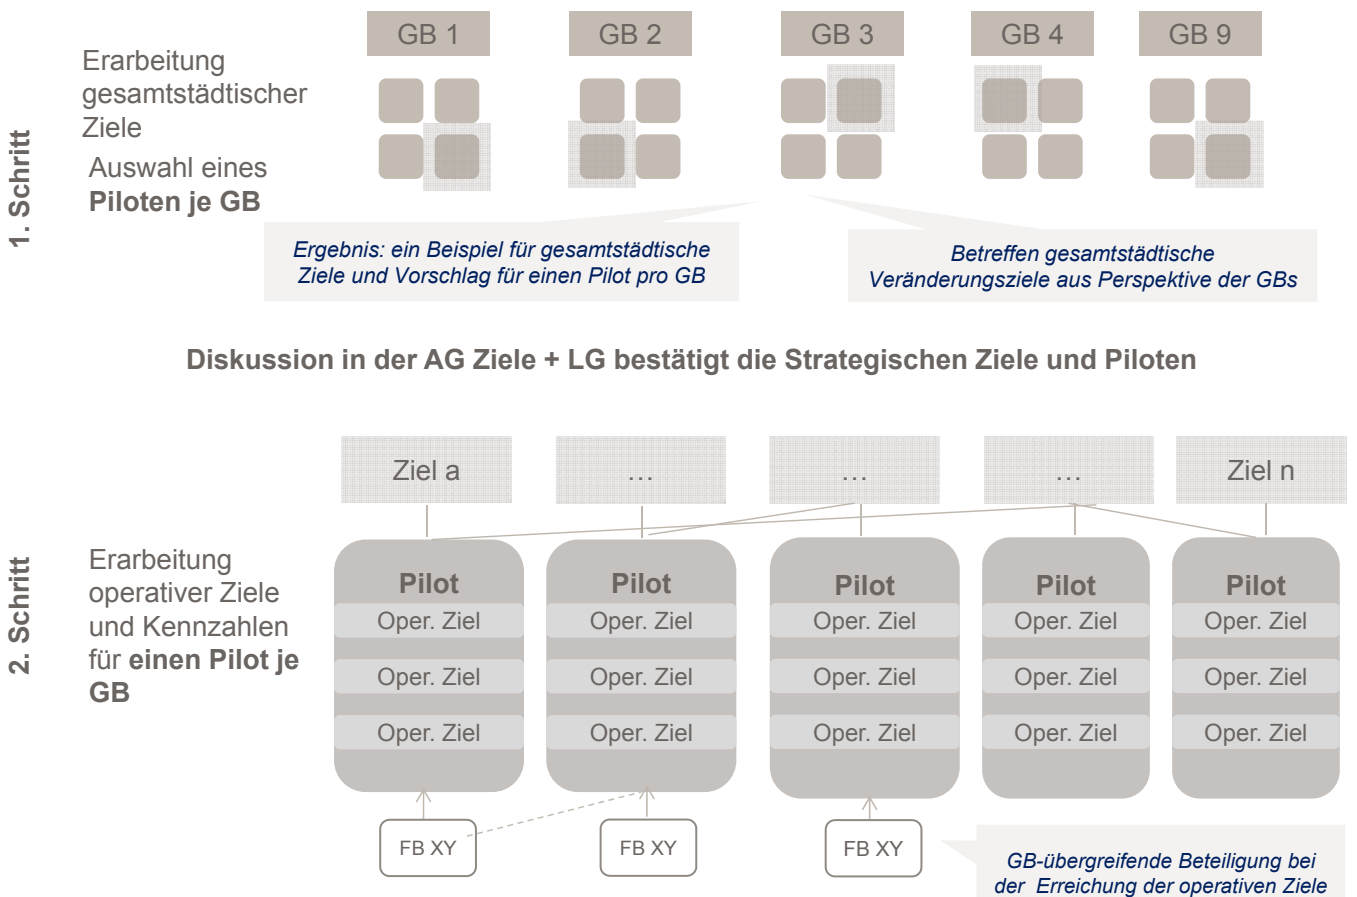 GB 1
GB 2
GB 3
GB 4
GB 9
1. Schritt
Erarbeitung
gesamtstädtischer
Ziele
Auswahl eines
Piloten je GB
Ergebnis: ein Beispiel für gesamtstädtische
Ziele und Vorschlag für einen Pilot pro GB
Betreffen gesamtstädtische
Veränderungsziele aus Perspektive der GBs
Diskussion in der AG Ziele + LG bestätigt die Strategischen Ziele und Piloten
Ziel a
…
…
…
Ziel n
2. Schritt
Erarbeitung
operativer Ziele
und Kennzahlen
für einen Pilot je
GB
Pilot
Oper. Ziel
Oper. Ziel
Oper. Ziel
Pilot
Oper. Ziel
Oper. Ziel
Oper. Ziel
Pilot
Oper. Ziel
Oper. Ziel
Oper. Ziel
Pilot
Oper. Ziel
Oper. Ziel
Oper. Ziel
Pilot
Oper. Ziel
Oper. Ziel
Oper. Ziel
FB XY
FB XY
FB XY
GB-übergreifende Beteiligung bei
der Erreichung der operativen Ziele